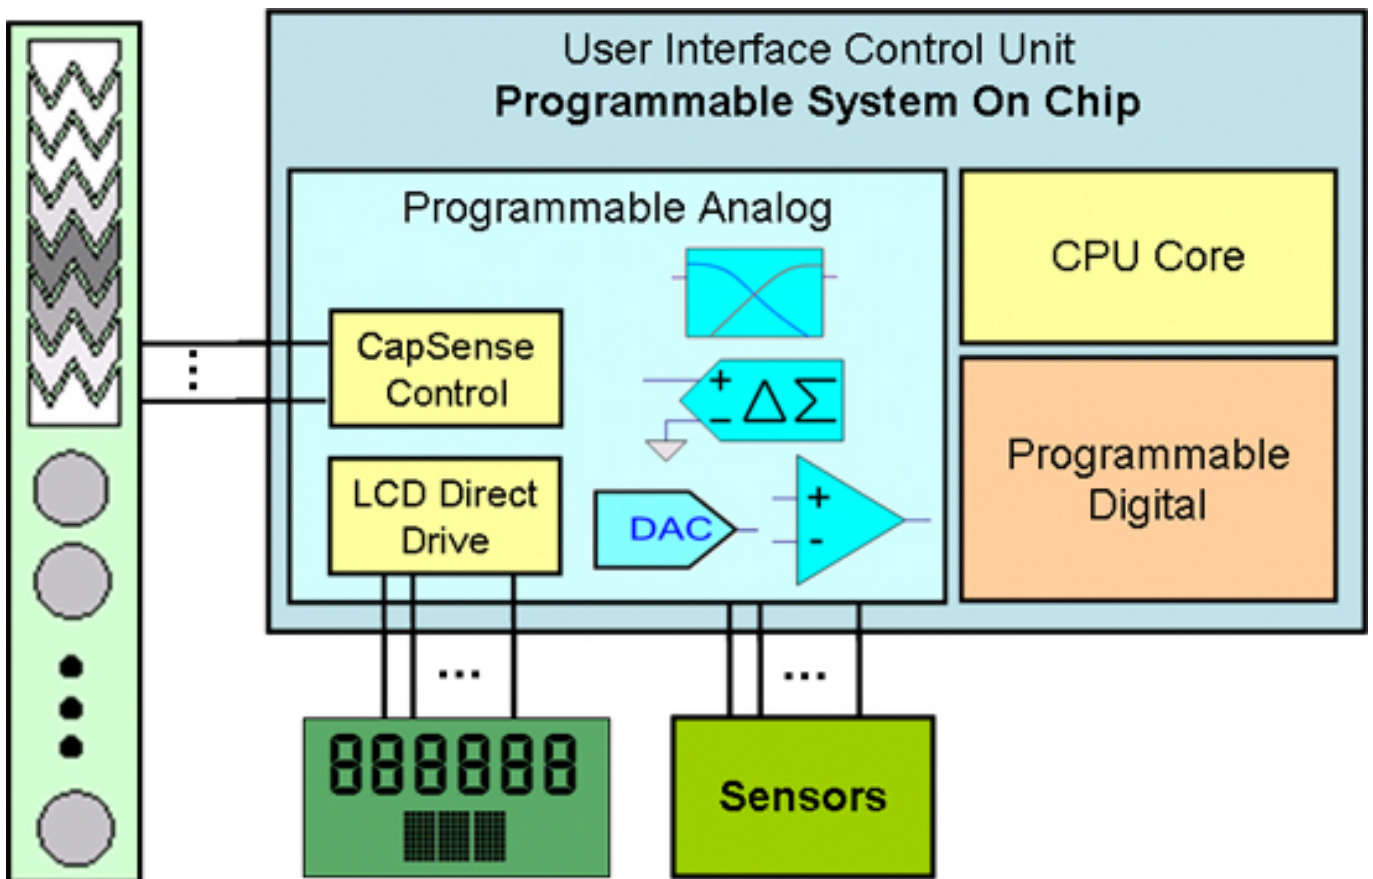 User Interface Control Unit
Programmable System On Chip
Programmable Analog
CPU Core
CapSense
Control
+
- Δ Σ
Programmable
Digital
LCD Direct
Drive
DAC
+
-
...
...
...
888888
Sensors